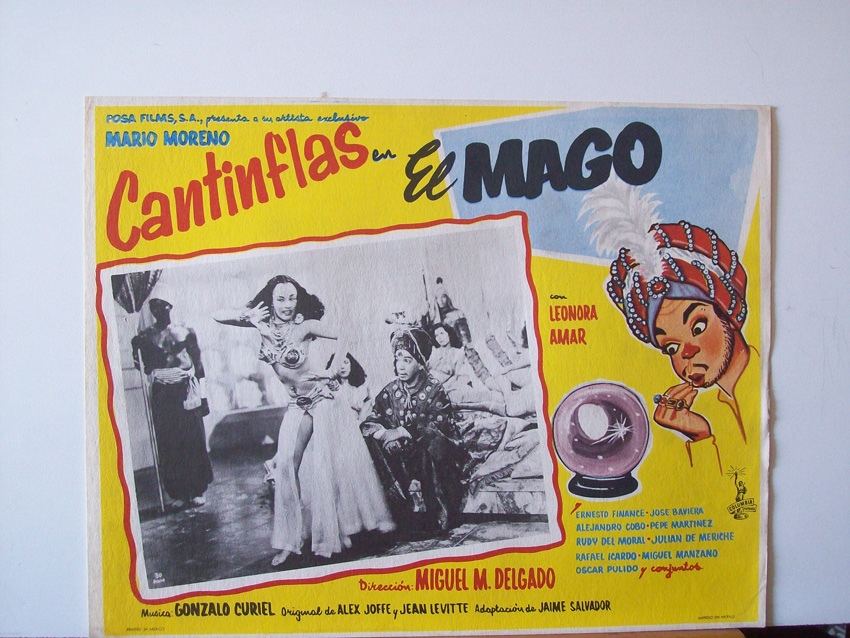 POSA FILMS, S.A., presenta a su artista exclusivo
MARIO MORENO
Cantinflas en El MAGO
con
LEONORA
AMAR
COLUMBIA
ERNESTO FINANCE · JOSE BAVIERA
ALEJANDRO COBO · PEPE MARTINEZ
RUDY DEL MORAL · JULIAN DE MERICHE
RAFAEL ICARDO · MIGUEL MANZANO
OSCAR PULIDO y conjuntos
Dirección: MIGUEL M. DELGADO
Musica GONZALO CURIEL Original de ALEX JOFFE y JEAN LEVITTE Adaptación de JAIME SALVADOR